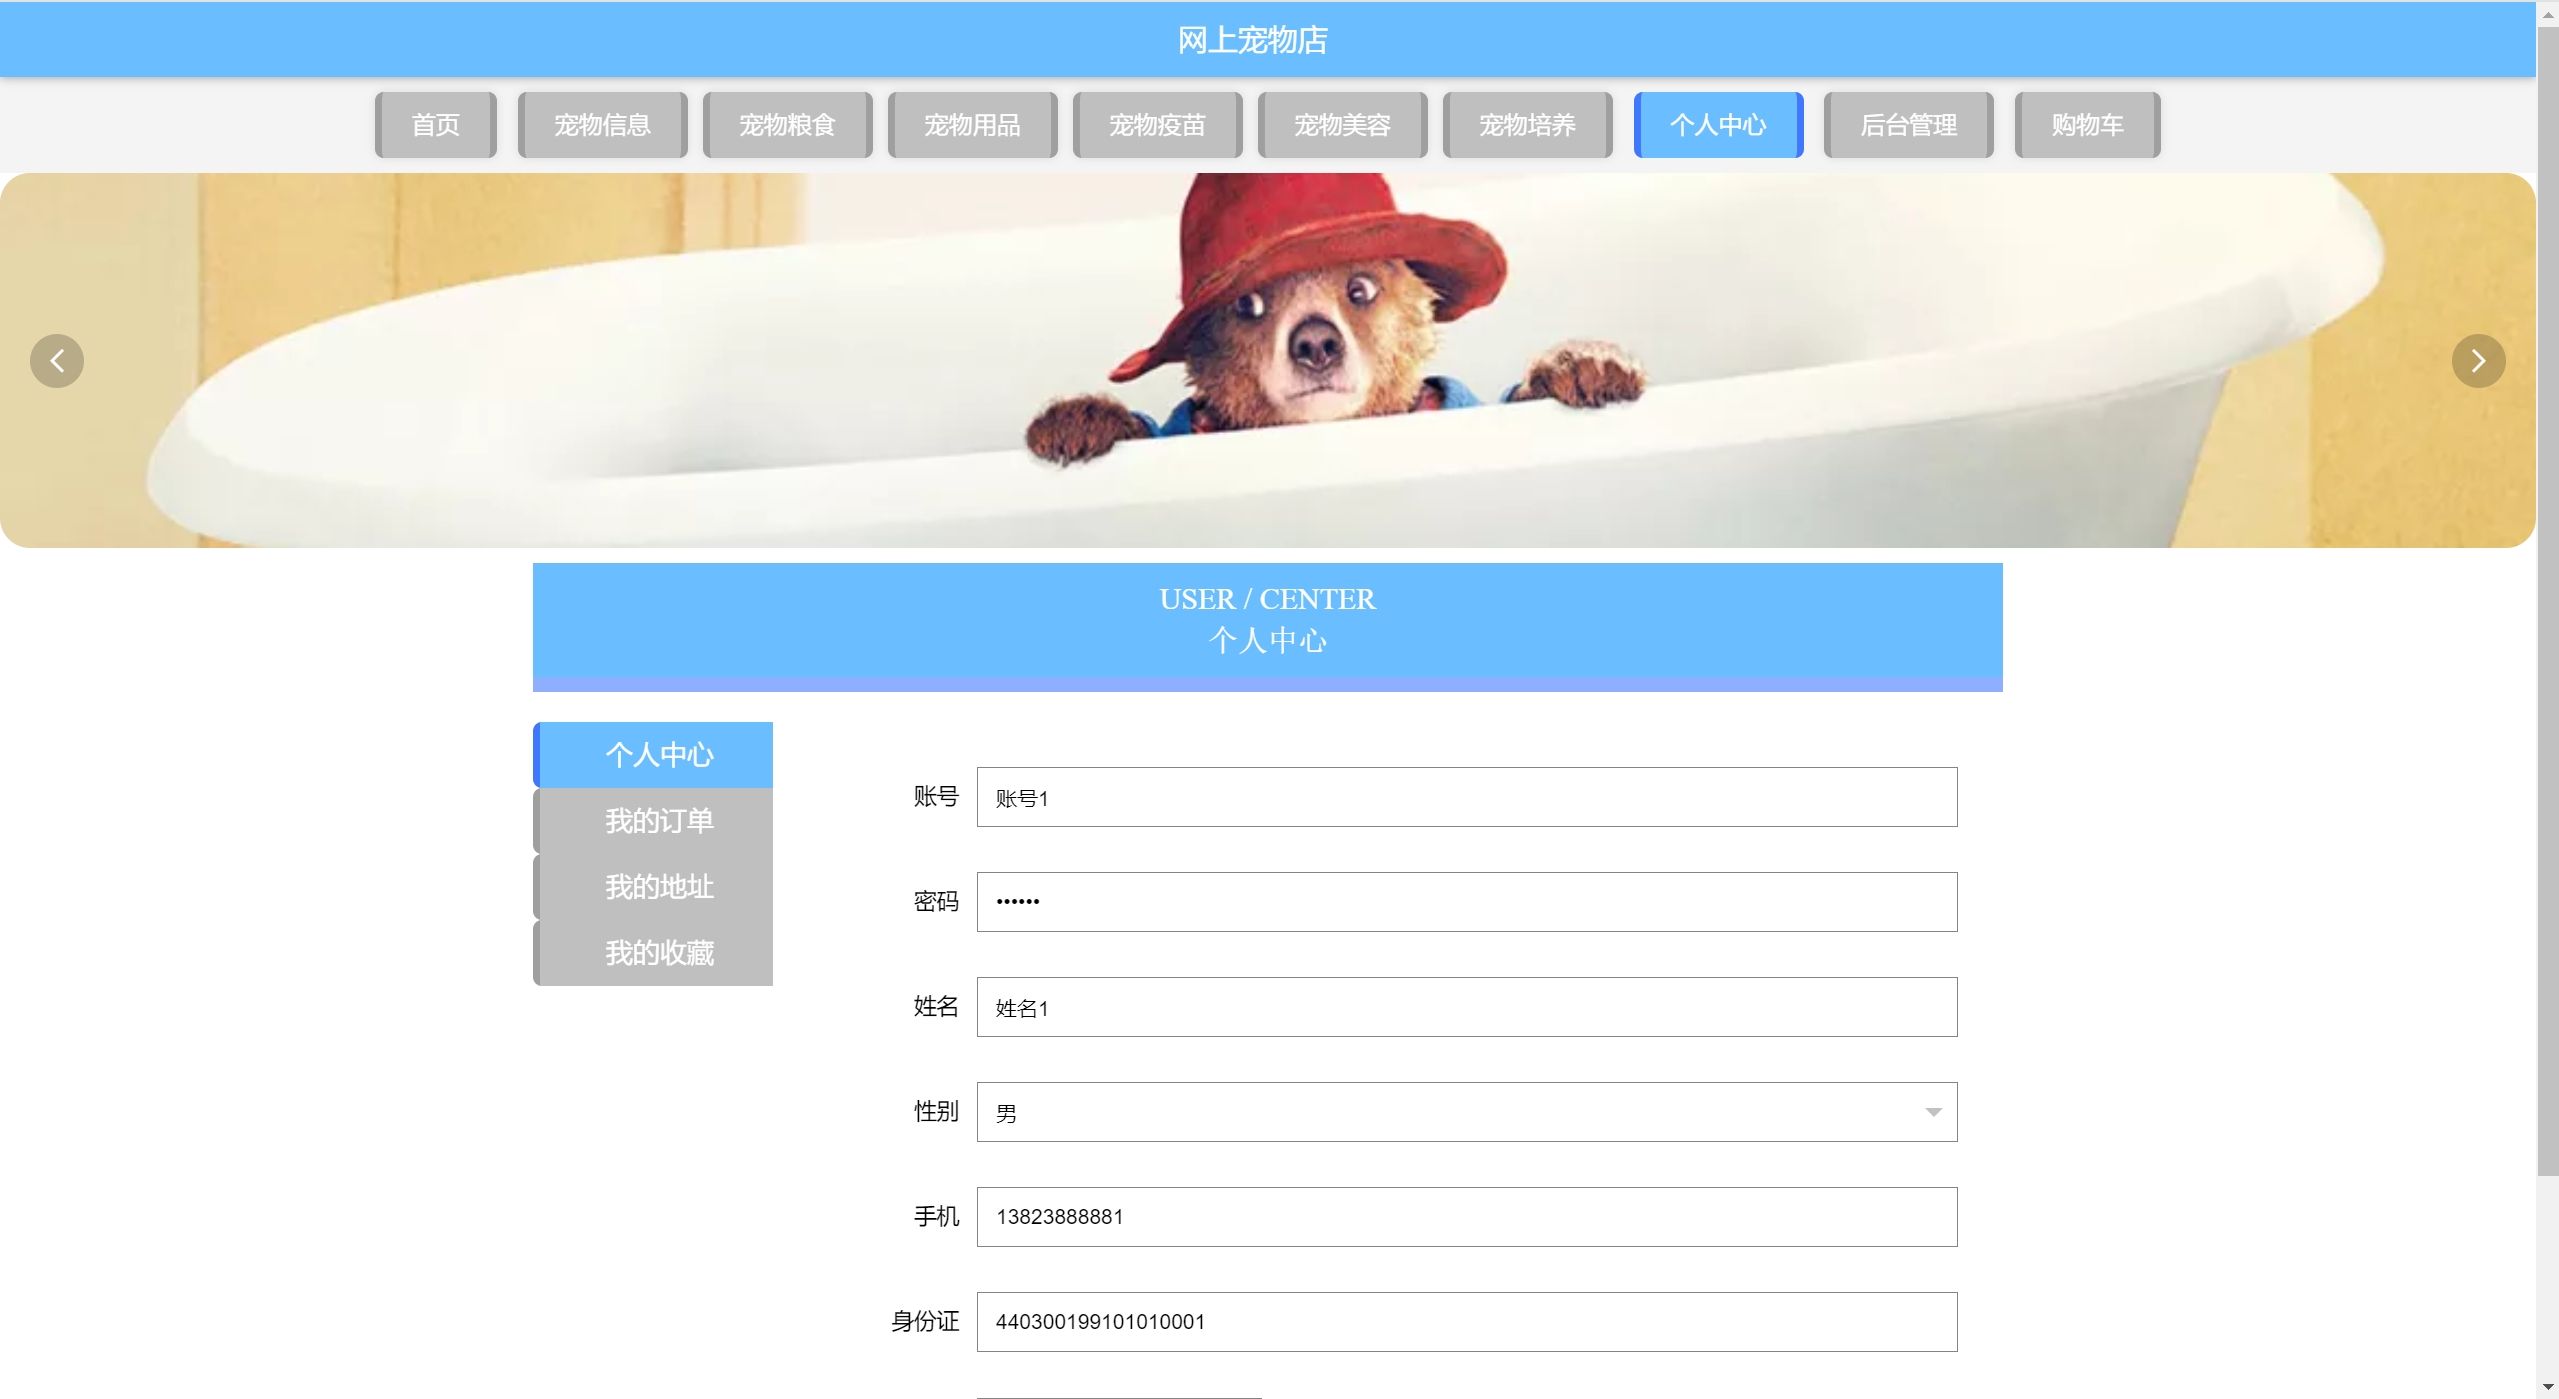 网上宠物店
首页 宠物信息 宠物粮食 宠物用品 宠物疫苗 宠物美容 宠物培养 个人中心 后台管理 购物车
USER / CENTER
个人中心
个人中心
我的订单
我的地址
我的收藏
账号 账号1
密码 ••••••
姓名 姓名1
性别 男
手机 13823888881
身份证 440300199101010001